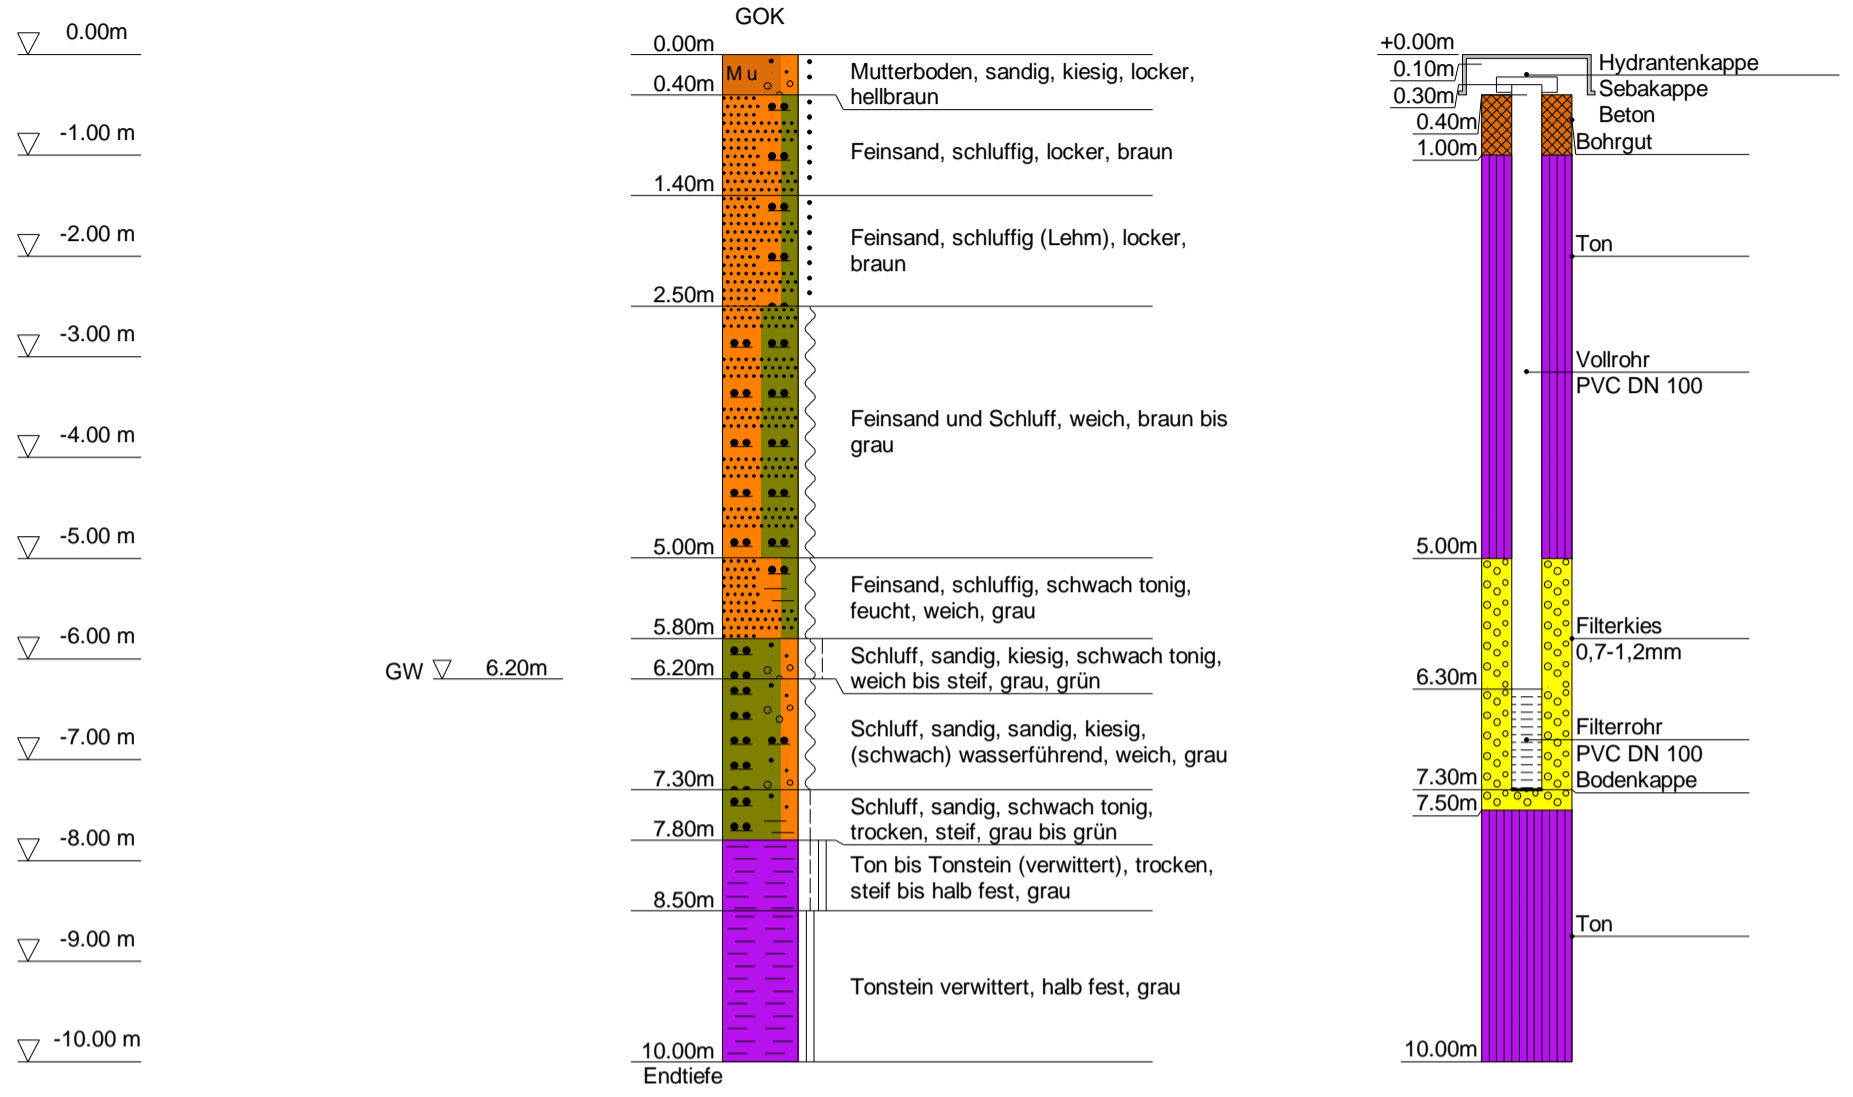 0.00m
-1.00 m
-2.00 m
-3.00 m
-4.00 m
-5.00 m
-6.00 m
-7.00 m
-8.00 m
-9.00 m
-10.00 m
GW 6.20m
GOK
0.00m
Mu
0.40m
1.40m
2.50m
5.00m
5.80m
6.20m
7.30m
7.80m
8.50m
10.00m
Endtiefe
Mutterboden, sandig, kiesig, locker,
hellbraun
Feinsand, schluffig, locker, braun
Feinsand, schluffig (Lehm), locker,
braun
Feinsand und Schluff, weich, braun bis
grau
Feinsand, schluffig, schwach tonig,
feucht, weich, grau
Schluff, sandig, kiesig, schwach tonig,
weich bis steif, grau, grün
Schluff, sandig, sandig, kiesig,
(schwach) wasserführend, weich, grau
Schluff, sandig, schwach tonig,
trocken, steif, grau bis grün
Ton bis Tonstein (verwittert), trocken,
steif bis halb fest, grau
Tonstein verwittert, halb fest, grau
+0.00m
0.10m
0.30m
0.40m
1.00m
5.00m
6.30m
7.30m
7.50m
10.00m
Hydrantenkappe
Sebakappe
Beton
Bohrgut
Ton
Vollrohr
PVC DN 100
Filterkies
0,7-1,2mm
Filterrohr
PVC DN 100
Bodenkappe
Ton